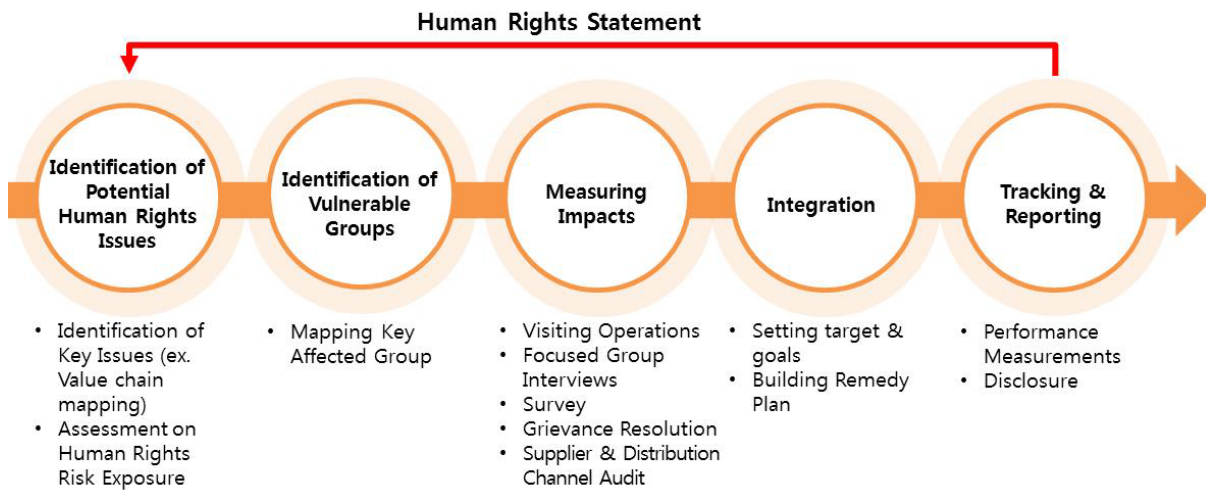 Human Rights Statement
Identification of
Potential
Human Rights
Issues
Identification of
Vulnerable
Groups
Measuring
Impacts
Integration
Tracking &
Reporting
• Identification of
Key Issues (ex.
Value chain
mapping)
• Assessment on
Human Rights
Risk Exposure
• Mapping Key
Affected Group
• Visiting Operations
• Focused Group
Interviews
• Survey
• Grievance Resolution
• Supplier & Distribution
Channel Audit
• Setting target &
goals
• Building Remedy
Plan
• Performance
Measurements
• Disclosure